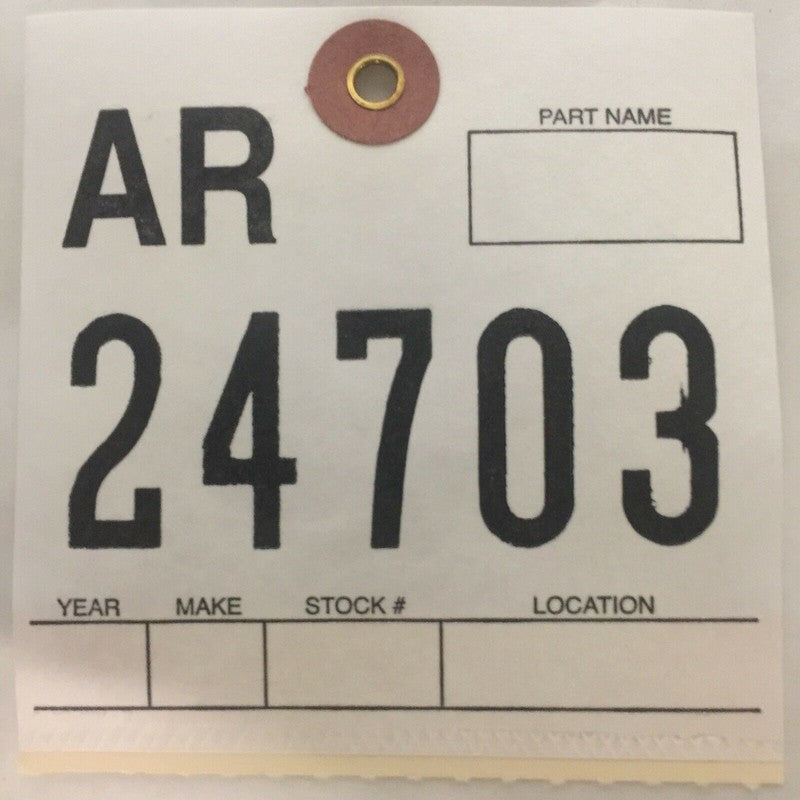 AR
PART NAME
24703
YEAR MAKE STOCK # LOCATION